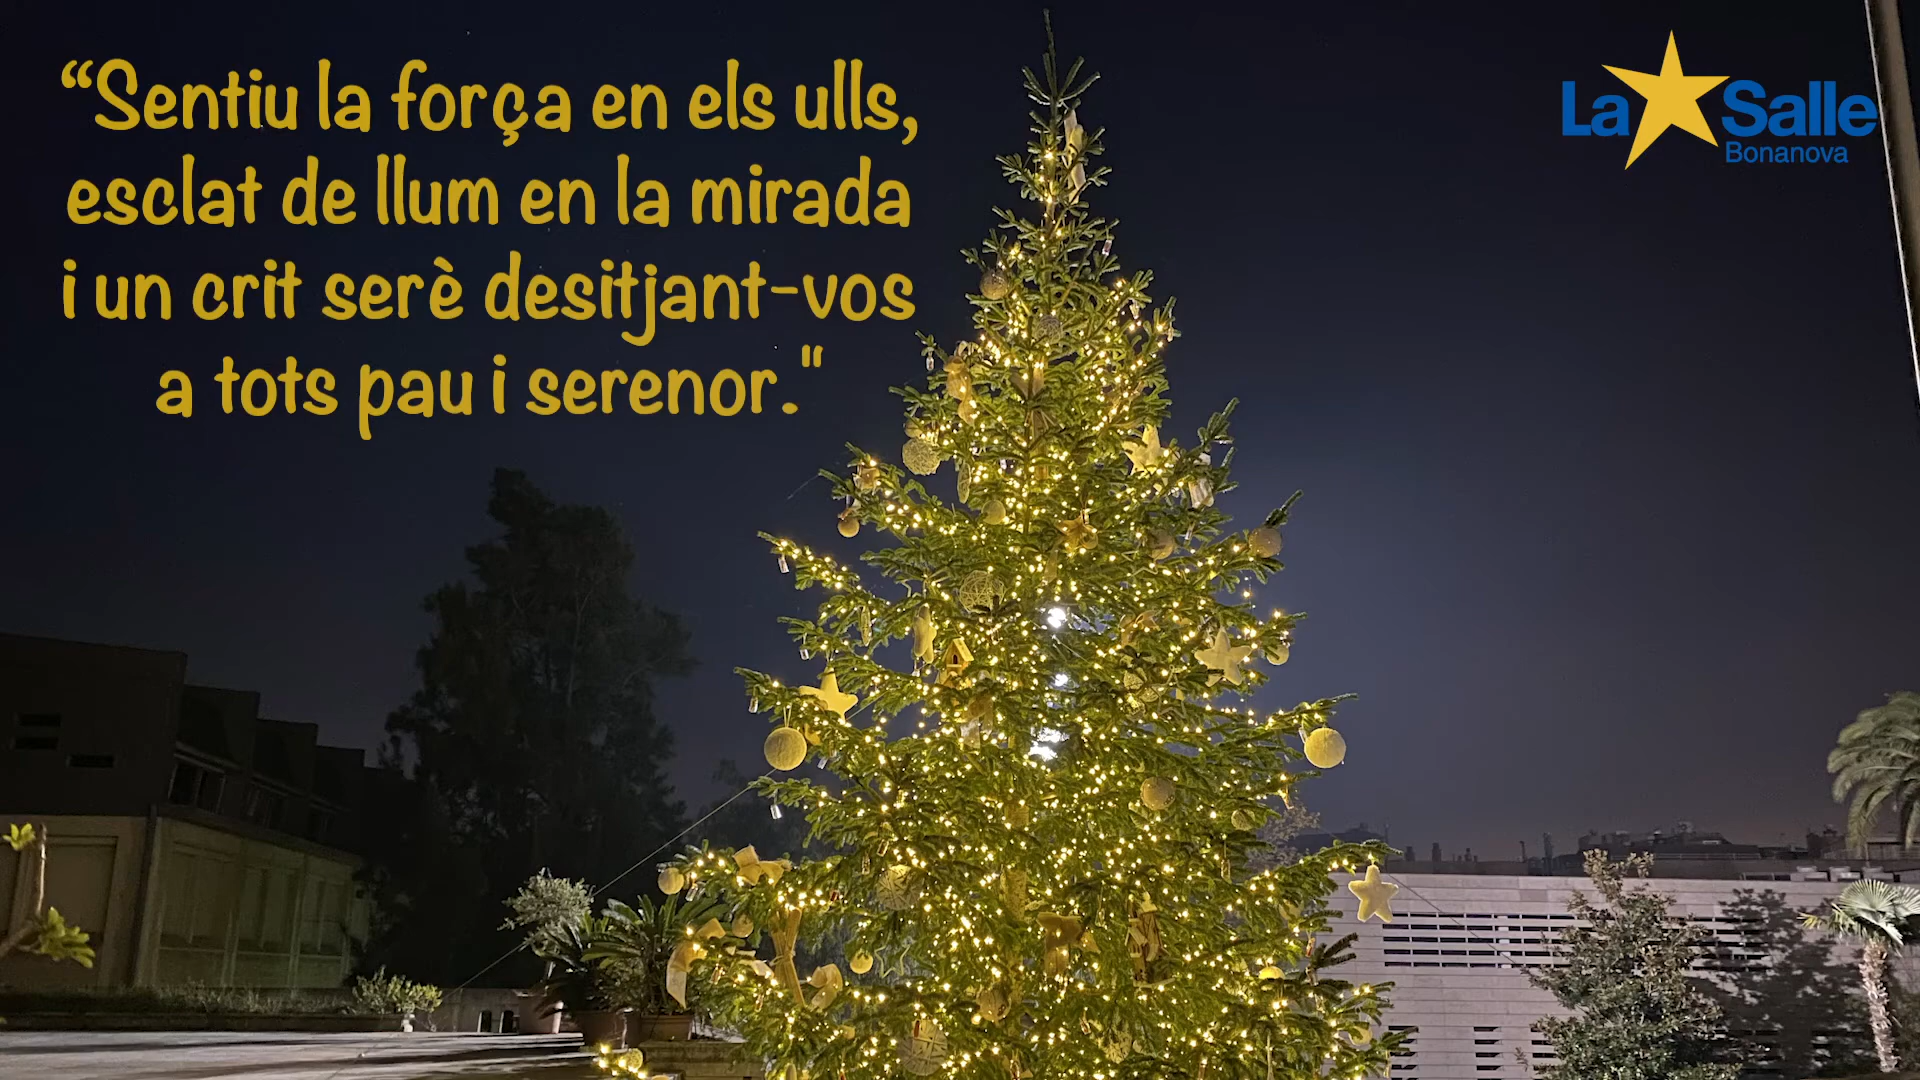 “Sentiu la força en els ulls,
esclat de llum en la mirada
i un crit serè desitjant-vos
a tots pau i serenor."
La Salle
Bonanova